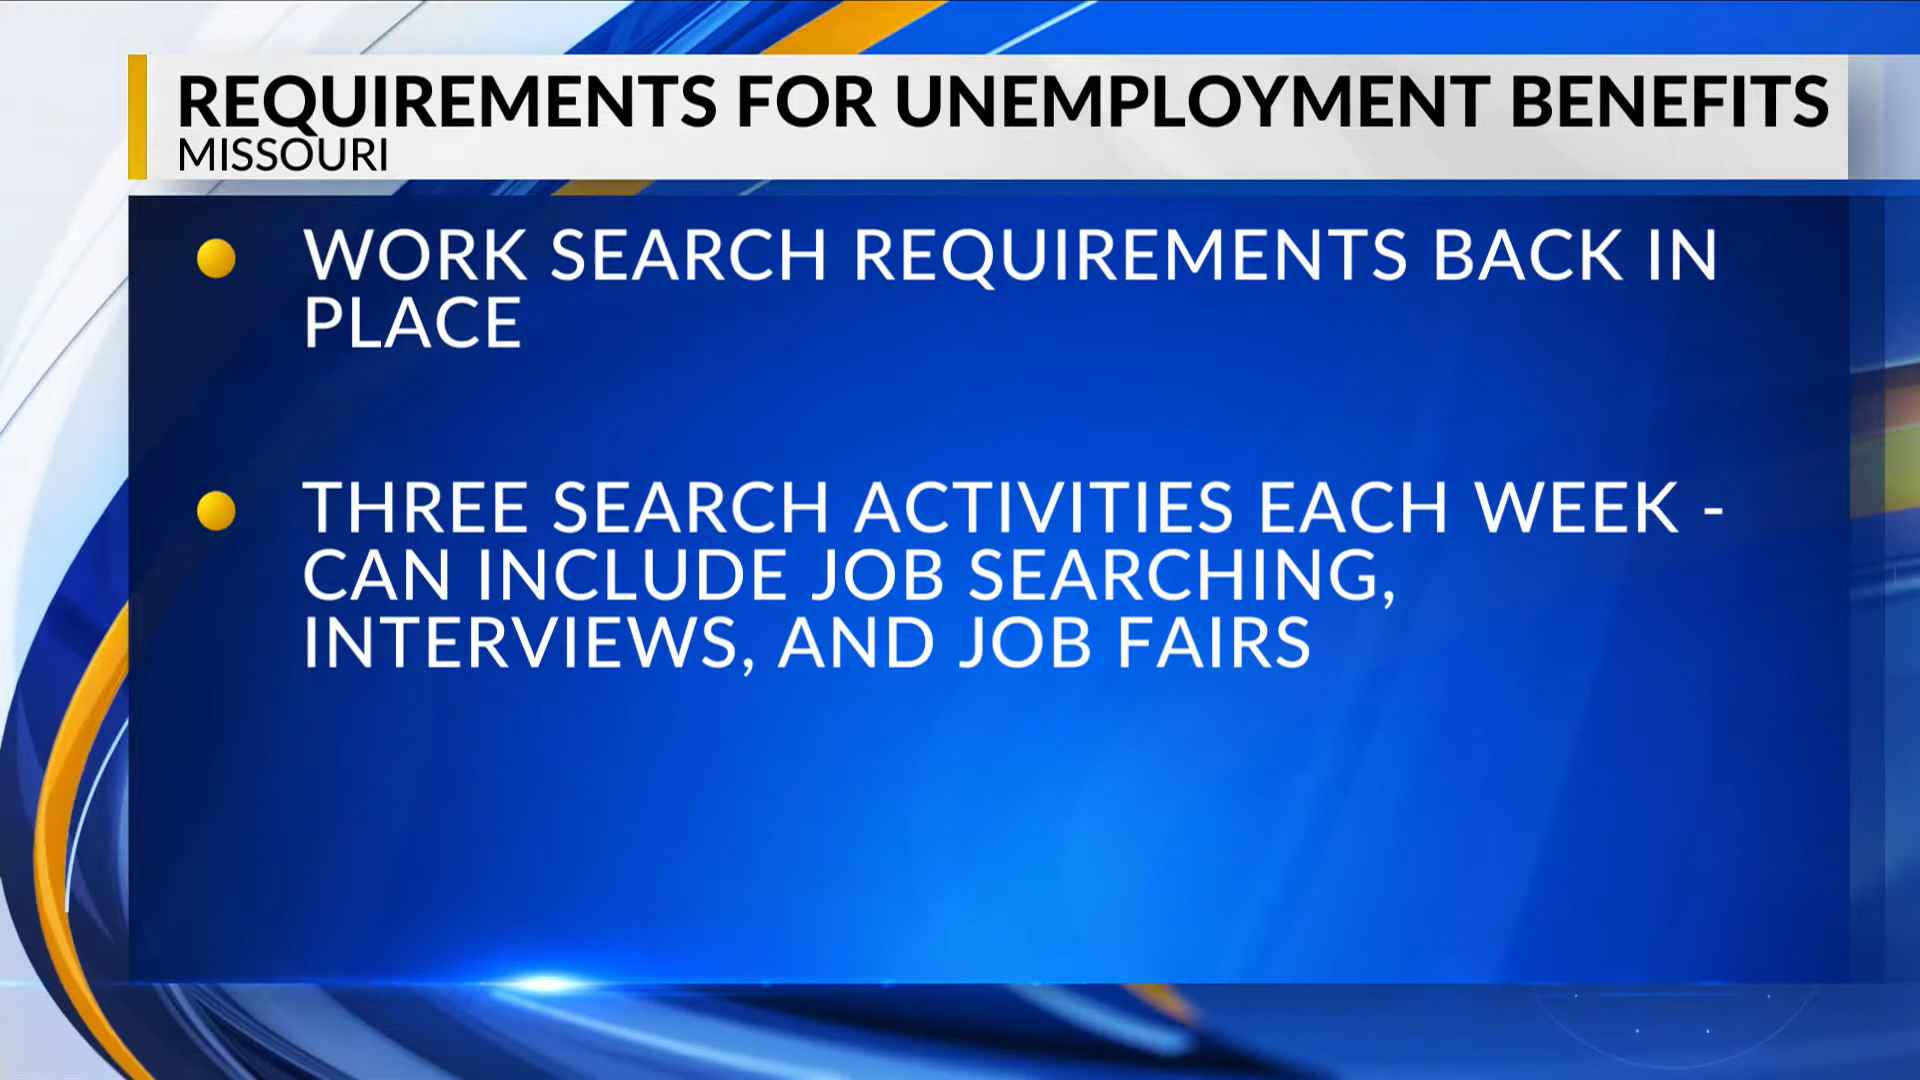 REQUIREMENTS FOR UNEMPLOYMENT BENEFITS
MISSOURI
WORK SEARCH REQUIREMENTS BACK IN
PLACE
THREE SEARCH ACTIVITIES EACH WEEK -
CAN INCLUDE JOB SEARCHING,
INTERVIEWS, AND JOB FAIRS